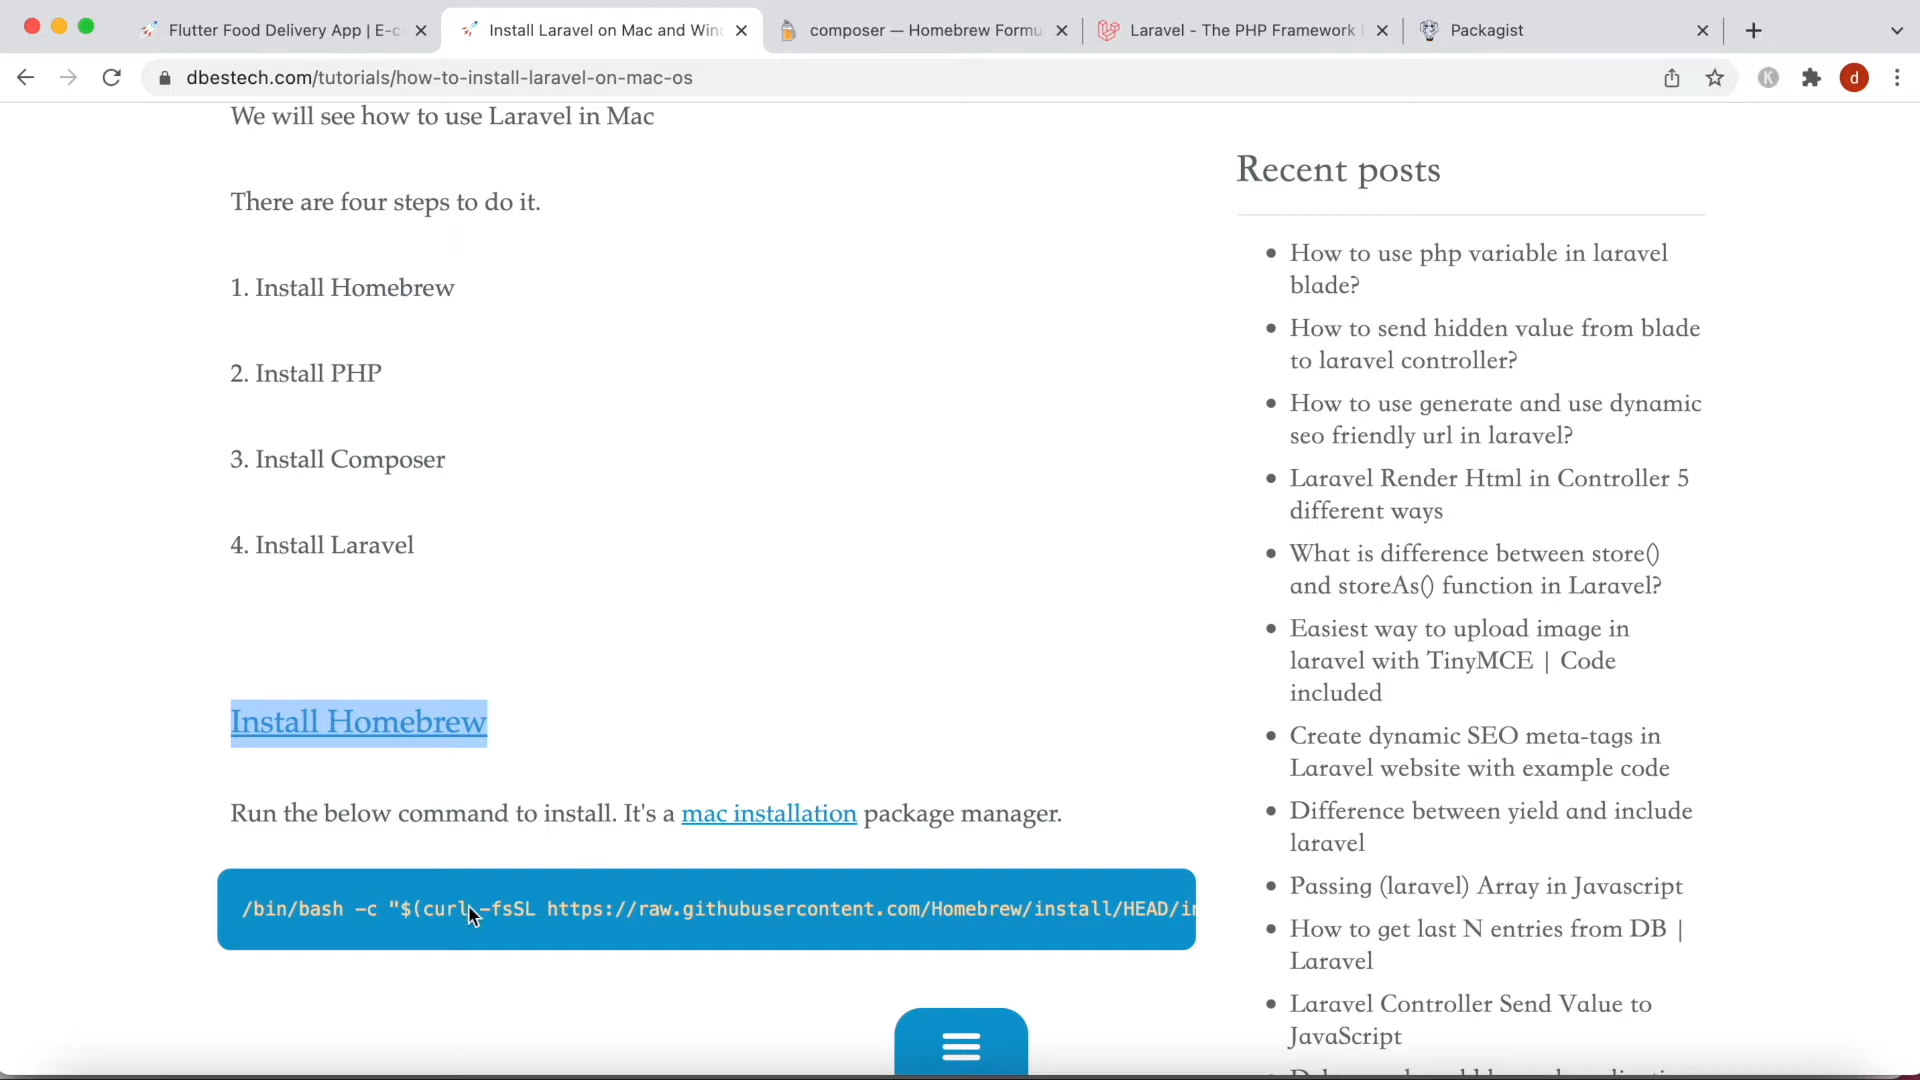 Flutter Food Delivery App | E-c
Install Laravel on Mac and Win
composer — Homebrew Formu
Laravel - The PHP Framework
Packagist
dbestech.com/tutorials/how-to-install-laravel-on-mac-os
K
d
We will see how to use Laravel in Mac
There are four steps to do it.
1. Install Homebrew
2. Install PHP
3. Install Composer
4. Install Laravel
Install Homebrew
Run the below command to install. It's a mac installation package manager.
/bin/bash -c "$(curl -fsSL https://raw.githubusercontent.com/Homebrew/install/HEAD/in
Recent posts
How to use php variable in laravel
blade?
How to send hidden value from blade
to laravel controller?
How to use generate and use dynamic
seo friendly url in laravel?
Laravel Render Html in Controller 5
different ways
What is difference between store()
and storeAs() function in Laravel?
Easiest way to upload image in
laravel with TinyMCE | Code
included
Create dynamic SEO meta-tags in
Laravel website with example code
Difference between yield and include
laravel
Passing (laravel) Array in Javascript
How to get last N entries from DB |
Laravel
Laravel Controller Send Value to
JavaScript